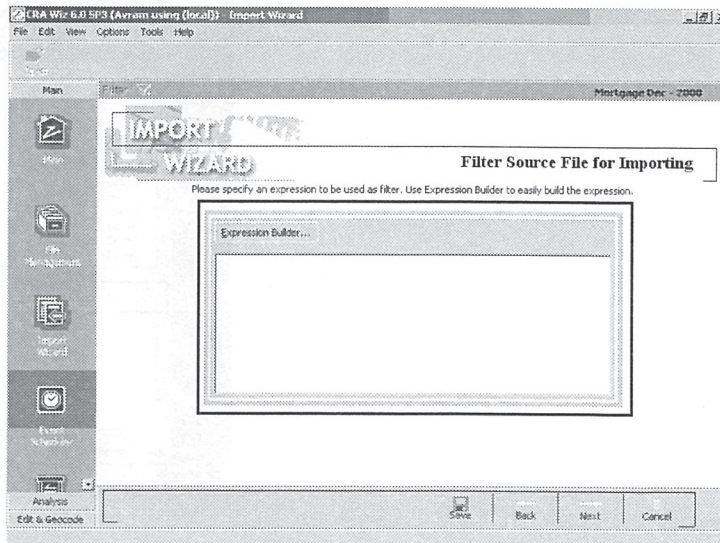 CRA Wiz 6.0 SP3 (Avram using (local)) - [Import Wizard
File Edit View Options Tools Help
Main
Filter
Mortgage Dec - 2000
IMPORT
WIZARD
Filter Source File for Importing
Please specify an expression to be used as filter. Use Expression Builder to easily build the expression.
Expression Builder...
Main
File
Management
Import
Wizard
Event
Scheduler
Analysis
Edit & Geocode
Save Back Next Cancel